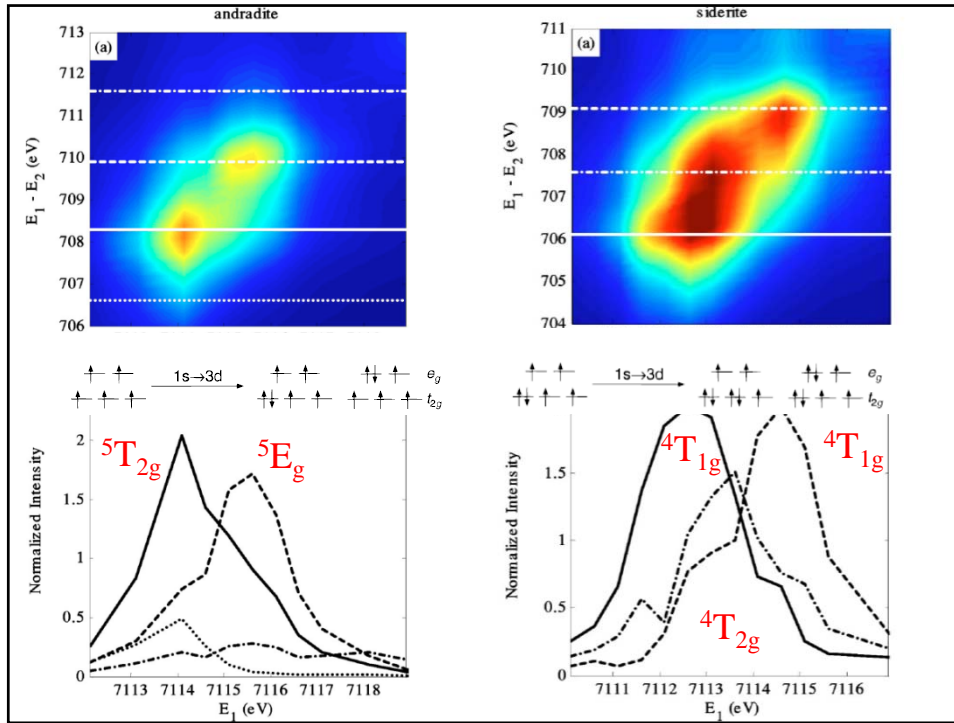 andradite
(a)
713
712
711
710
709
708
707
706
E1 - E2 (eV)
siderite
(a)
711
710
709
708
707
706
705
704
E1 - E2 (eV)
1s→3d
eg
t2g
1s→3d
eg
t2g
5T2g
5Eg
2
1.5
1
0.5
0
Normalized Intensity
7113 7114 7115 7116 7117 7118
E1 (eV)
4T1g
4T1g
4T2g
1.5
1
0.5
0
Normalized Intensity
7111 7112 7113 7114 7115 7116
E1 (eV)